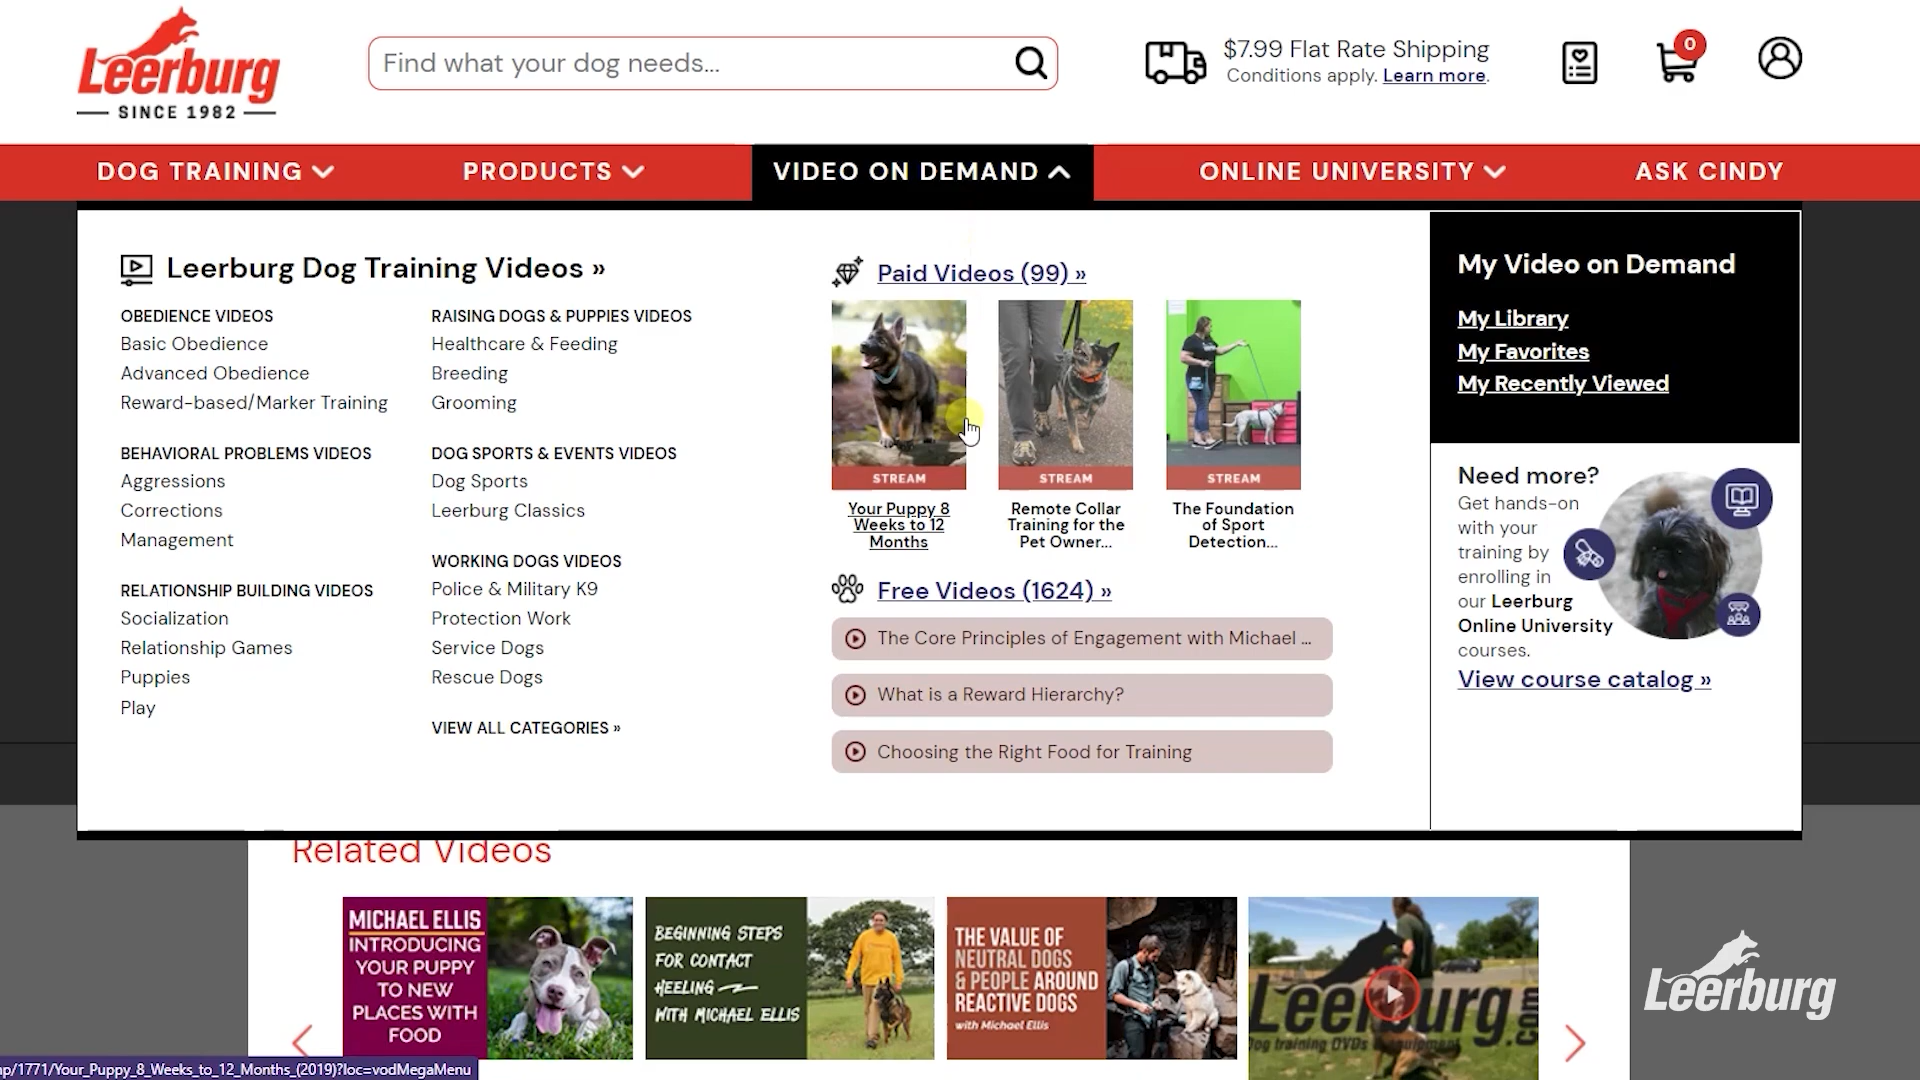 Leerburg
SINCE 1982
Find what your dog needs...
$7.99 Flat Rate Shipping
Conditions apply. Learn more.
0
DOG TRAINING
PRODUCTS
VIDEO ON DEMAND
ONLINE UNIVERSITY
ASK CINDY
Leerburg Dog Training Videos »
OBEDIENCE VIDEOS
Basic Obedience
Advanced Obedience
Reward-based/Marker Training
BEHAVIORAL PROBLEMS VIDEOS
Aggressions
Corrections
Management
RELATIONSHIP BUILDING VIDEOS
Socialization
Relationship Games
Puppies
Play
RAISING DOGS & PUPPIES VIDEOS
Healthcare & Feeding
Breeding
Grooming
DOG SPORTS & EVENTS VIDEOS
Dog Sports
Leerburg Classics
WORKING DOGS VIDEOS
Police & Military K9
Protection Work
Service Dogs
Rescue Dogs
VIEW ALL CATEGORIES »
Paid Videos (99) »
STREAM
Your Puppy 8
Weeks to 12
Months
STREAM
Remote Collar
Training for the
Pet Owner...
STREAM
The Foundation
of Sport
Detection...
Free Videos (1624) »
The Core Principles of Engagement with Michael ...
What is a Reward Hierarchy?
Choosing the Right Food for Training
My Video on Demand
My Library
My Favorites
My Recently Viewed
Need more?
Get hands-on
with your
training by
enrolling in
our Leerburg
Online University
courses.
View course catalog »
Related Videos
MICHAEL ELLIS
INTRODUCING
YOUR PUPPY
TO NEW
PLACES WITH
FOOD
BEGINNING STEPS
FOR CONTACT
HEELING
WITH MICHAEL ELLIS
THE VALUE OF
NEUTRAL DOGS
& PEOPLE AROUND
REACTIVE DOGS
with Michael Ellis
Leerburg.com
Dog training DVDs & equipment
Leerburg
np/1771/Your_Puppy_8_Weeks_to_12_Months_(2019)?loc=vodMegaMenu